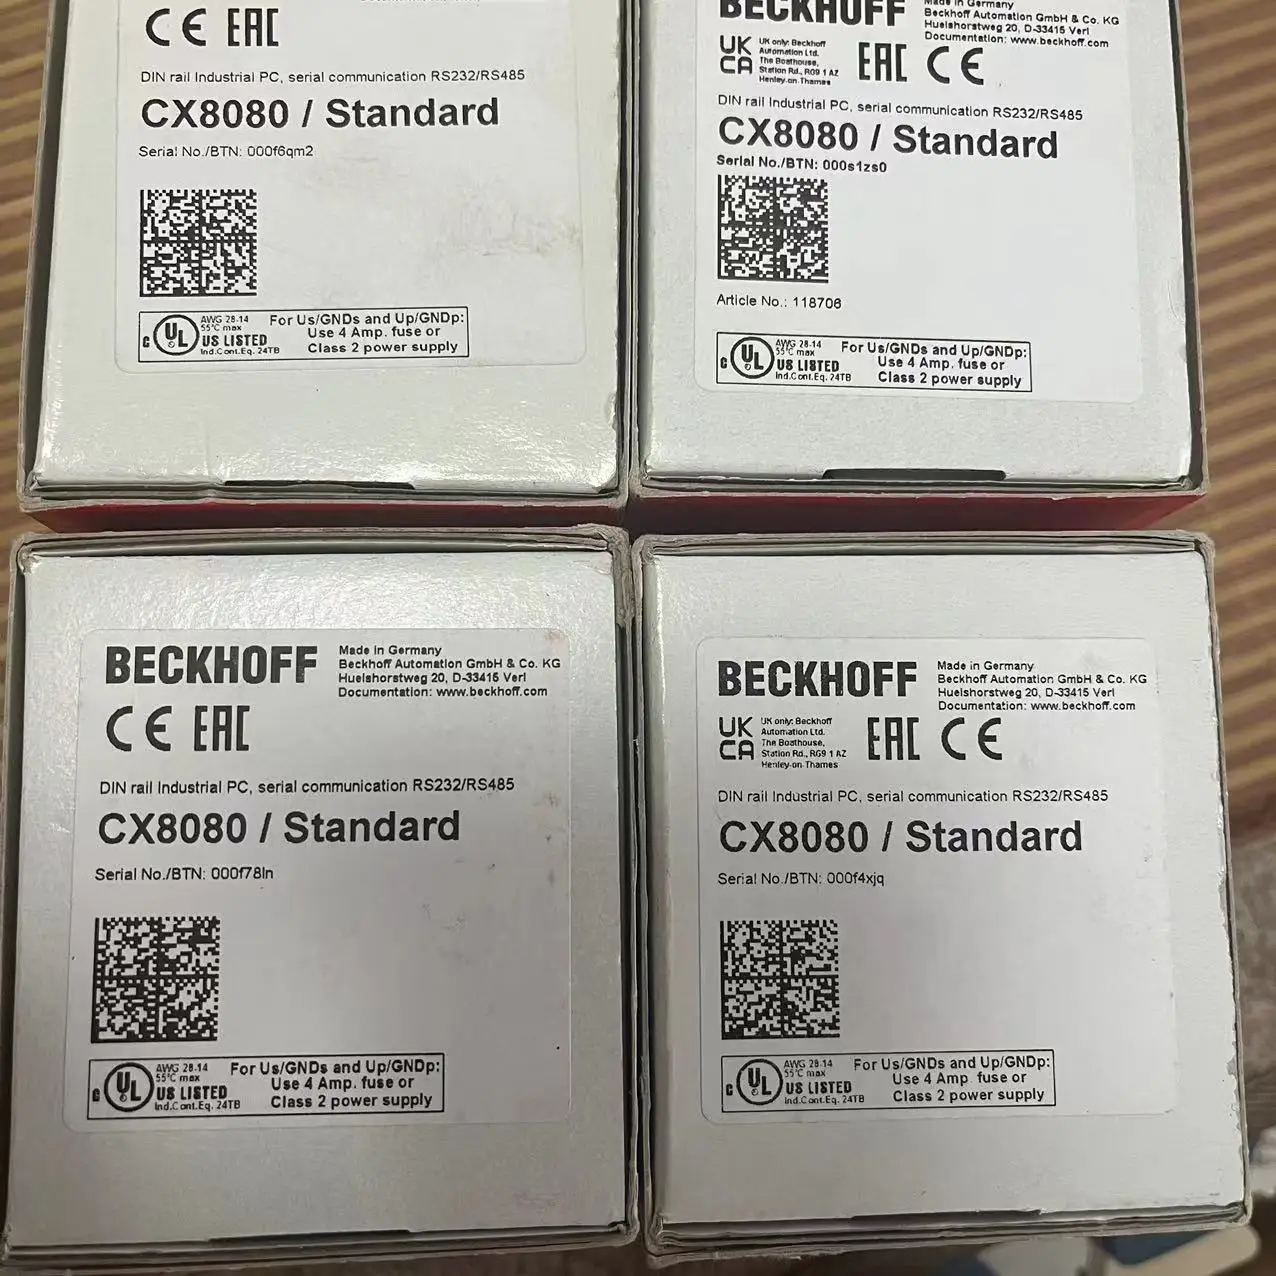 CE EAC
DIN rail Industrial PC, serial communication RS232/RS485
CX8080 / Standard
Serial No./BTN: 000f6qm2
c UL US LISTED
AWG 28-14
55°C max
Ind.Cont.Eq. 24TB
For Us/GNDs and Up/GNDp:
Use 4 Amp. fuse or
Class 2 power supply
BECKHOFF
Made in Germany
Beckhoff Automation GmbH & Co. KG
Huelshorstweg 20, D-33415 Verl
Documentation: www.beckhoff.com
UK
CA
UK only: Beckhoff
Automation Ltd.
The Boathouse,
Station Rd., RG9 1 AZ
Henley-on-Thames
EAC CE
DIN rail Industrial PC, serial communication RS232/RS485
CX8080 / Standard
Serial No./BTN: 000s1zs0
Article No.: 118706
c UL US LISTED
AWG 28-14
55°C max
Ind.Cont.Eq. 24TB
For Us/GNDs and Up/GNDp:
Use 4 Amp. fuse or
Class 2 power supply
BECKHOFF
Made in Germany
Beckhoff Automation GmbH & Co. KG
Huelshorstweg 20, D-33415 Verl
Documentation: www.beckhoff.com
CE EAC
DIN rail Industrial PC, serial communication RS232/RS485
CX8080 / Standard
Serial No./BTN: 000f78ln
c UL US LISTED
AWG 28-14
55°C max
Ind.Cont.Eq. 24TB
For Us/GNDs and Up/GNDp:
Use 4 Amp. fuse or
Class 2 power supply
BECKHOFF
Made in Germany
Beckhoff Automation GmbH & Co. KG
Huelshorstweg 20, D-33415 Verl
Documentation: www.beckhoff.com
UK
CA
UK only: Beckhoff
Automation Ltd.
The Boathouse,
Station Rd., RG9 1 AZ
Henley-on-Thames
EAC CE
DIN rail Industrial PC, serial communication RS232/RS485
CX8080 / Standard
Serial No./BTN: 000f4xjq
c UL US LISTED
AWG 28-14
55°C max
Ind.Cont.Eq. 24TB
For Us/GNDs and Up/GNDp:
Use 4 Amp. fuse or
Class 2 power supply